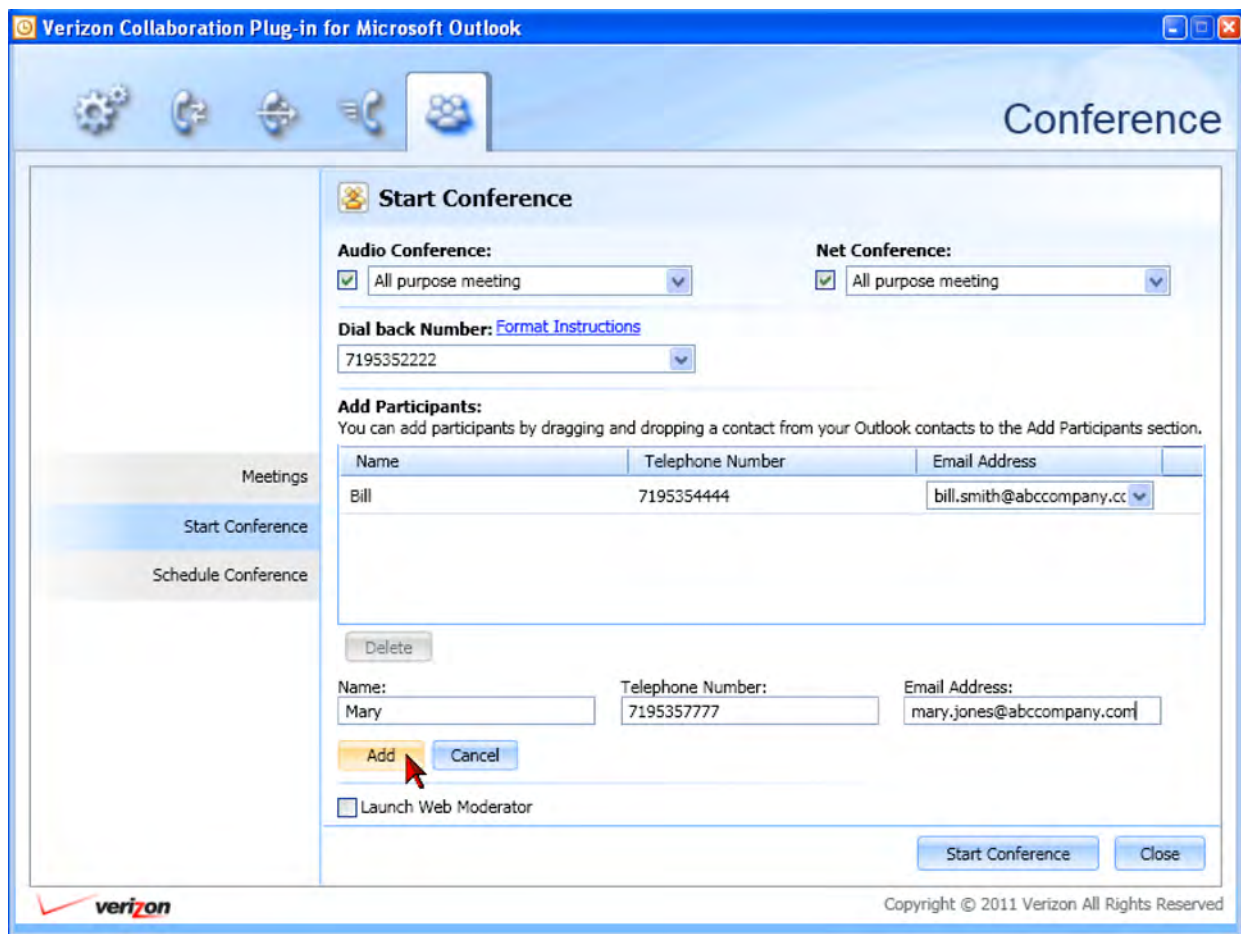 Verizon Collaboration Plug-in for Microsoft Outlook
Conference
Start Conference
Audio Conference:
Net Conference:
All purpose meeting
All purpose meeting
Dial back Number: Format Instructions
7195352222
Add Participants:
You can add participants by dragging and dropping a contact from your Outlook contacts to the Add Participants section.
Name Telephone Number Email Address
Bill 7195354444 bill.smith@abccompany.cc
Meetings
Start Conference
Schedule Conference
Delete
Name: Telephone Number: Email Address:
Mary 7195357777 mary.jones@abccompany.com
Add Cancel
Launch Web Moderator
Start Conference Close
verizon
Copyright © 2011 Verizon All Rights Reserved